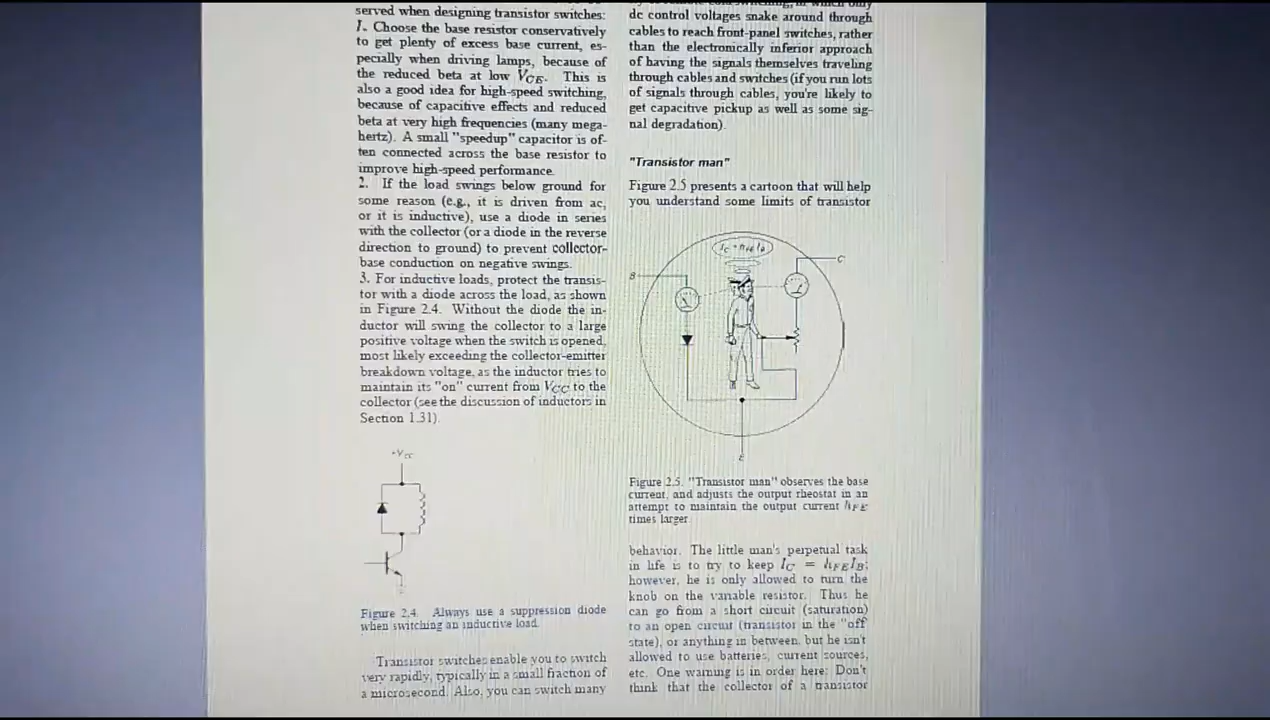 served when designing transistor switches:
1. Choose the base resistor conservatively
to get plenty of excess base current, es-
pecially when driving lamps, because of
the reduced beta at low VCE. This is
also a good idea for high-speed switching,
because of capacitive effects and reduced
beta at very high frequencies (many mega-
hertz). A small "speedup" capacitor is of-
ten connected across the base resistor to
improve high-speed performance.
2. If the load swings below ground for
some reason (e.g., it is driven from ac,
or it is inductive), use a diode in series
with the collector (or a diode in the reverse
direction to ground) to prevent collector-
base conduction on negative swings.
3. For inductive loads, protect the transis-
tor with a diode across the load, as shown
in Figure 2.4. Without the diode the in-
ductor will swing the collector to a large
positive voltage when the switch is opened,
most likely exceeding the collector-emitter
breakdown voltage, as the inductor tries to
maintain its "on" current from VCC to the
collector (see the discussion of inductors in
Section 1.31).
+VCC
Figure 2.4. Always use a suppression diode
when switching an inductive load.
Transistor switches enable you to switch
very rapidly, typically in a small fraction of
a microsecond. Also, you can switch many
dc control voltages snake around through
cables to reach front-panel switches, rather
than the electronically inferior approach
of having the signals themselves traveling
through cables and switches (if you run lots
of signals through cables, you're likely to
get capacitive pickup as well as some sig-
nal degradation).
"Transistor man"
Figure 2.5 presents a cartoon that will help
you understand some limits of transistor
IC = hFE IB
B
C
E
Figure 2.5. "Transistor man" observes the base
current, and adjusts the output rheostat in an
attempt to maintain the output current hFE
times larger.
behavior. The little man's perpetual task
in life is to try to keep IC = hFEIB;
however, he is only allowed to turn the
knob on the variable resistor. Thus he
can go from a short circuit (saturation)
to an open circuit (transistor in the "off
state), or anything in between, but he isn't
allowed to use batteries, current sources,
etc. One warning is in order here: Don't
think that the collector of a transistor